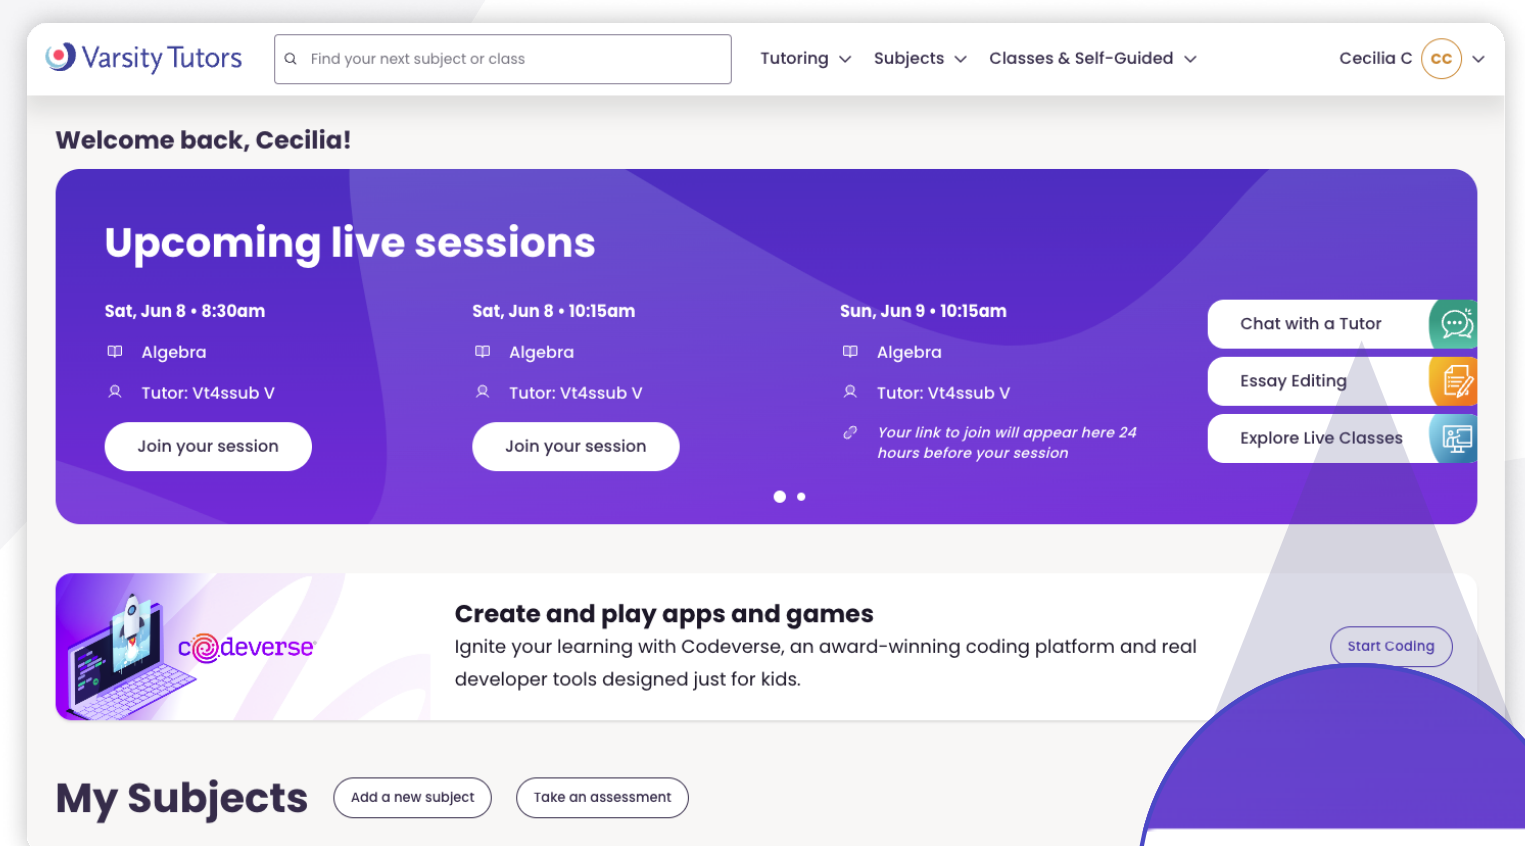 Varsity Tutors
Find your next subject or class
Tutoring
Subjects
Classes & Self-Guided
Cecilia C
CC
Welcome back, Cecilia!
Upcoming live sessions
Sat, Jun 8 • 8:30am
Algebra
Tutor: Vt4ssub V
Join your session
Sat, Jun 8 • 10:15am
Algebra
Tutor: Vt4ssub V
Join your session
Sun, Jun 9 • 10:15am
Algebra
Tutor: Vt4ssub V
Your link to join will appear here 24
hours before your session
Chat with a Tutor
Essay Editing
Explore Live Classes
codeverse
Create and play apps and games
Ignite your learning with Codeverse, an award-winning coding platform and real
developer tools designed just for kids.
Start Coding
My Subjects
Add a new subject
Take an assessment